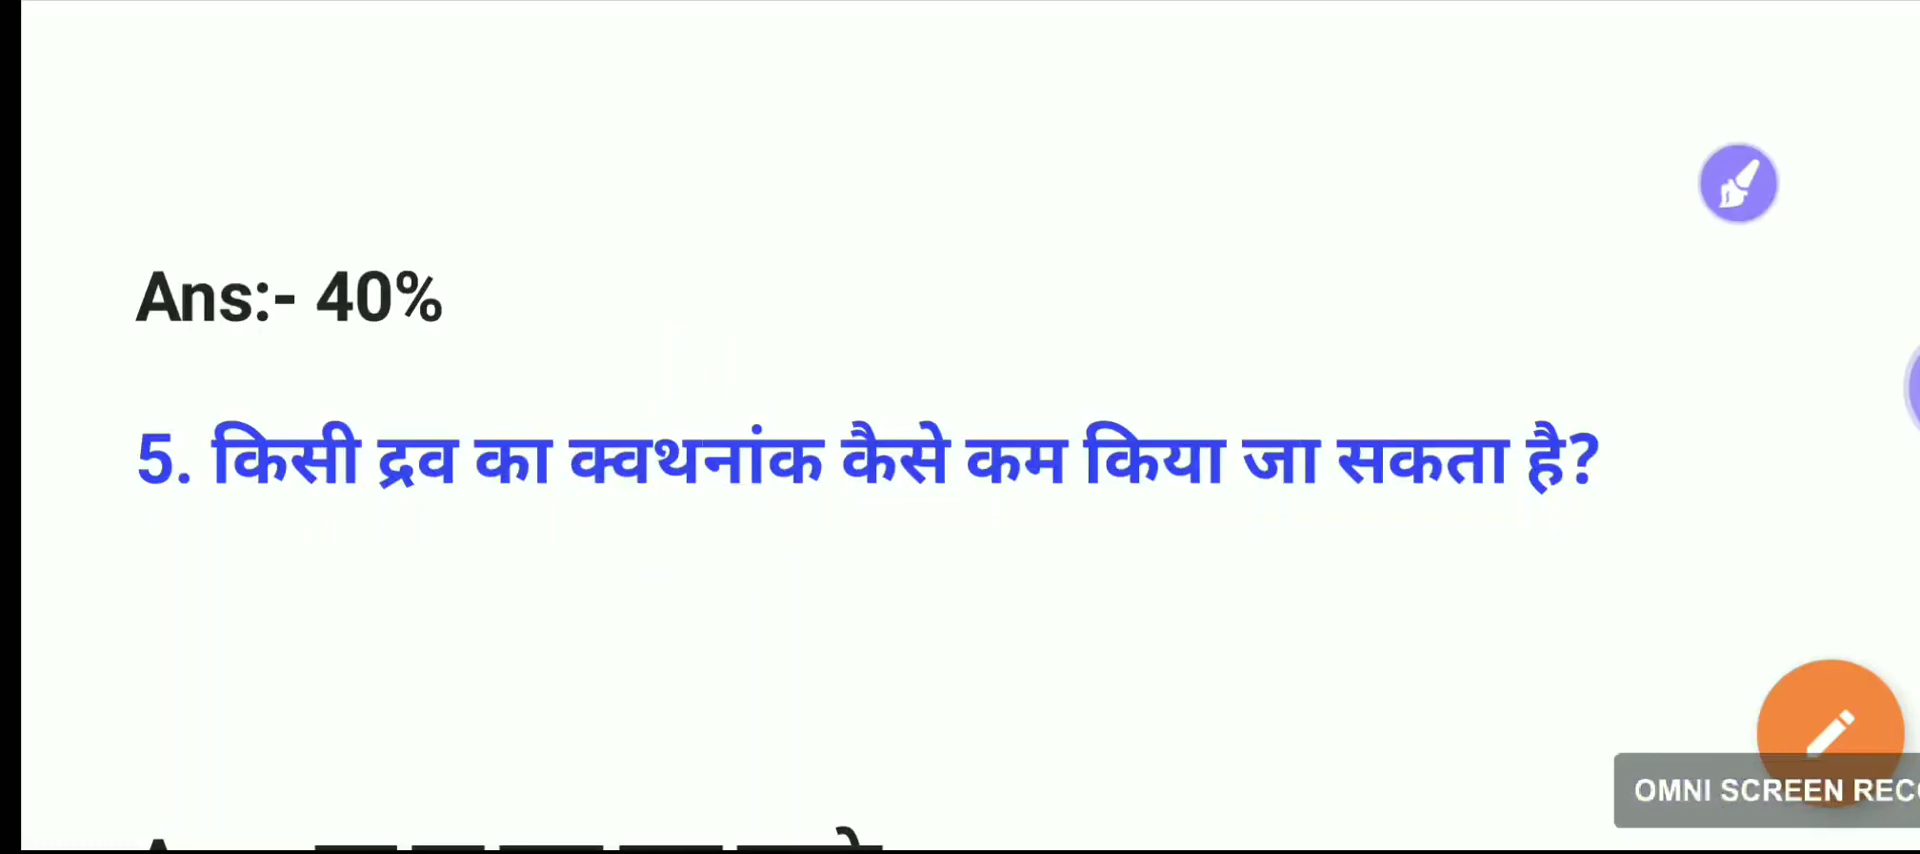 Ans:- 40%
5. किसी द्रव का क्वथनांक कैसे कम किया जा सकता है?
OMNI SCREEN REC